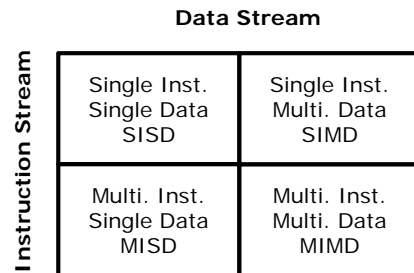 Data Stream
Instruction Stream
Single Inst.
Single Data
SISD
Single Inst.
Multi. Data
SIMD
Multi. Inst.
Single Data
MISD
Multi. Inst.
Multi. Data
MIMD